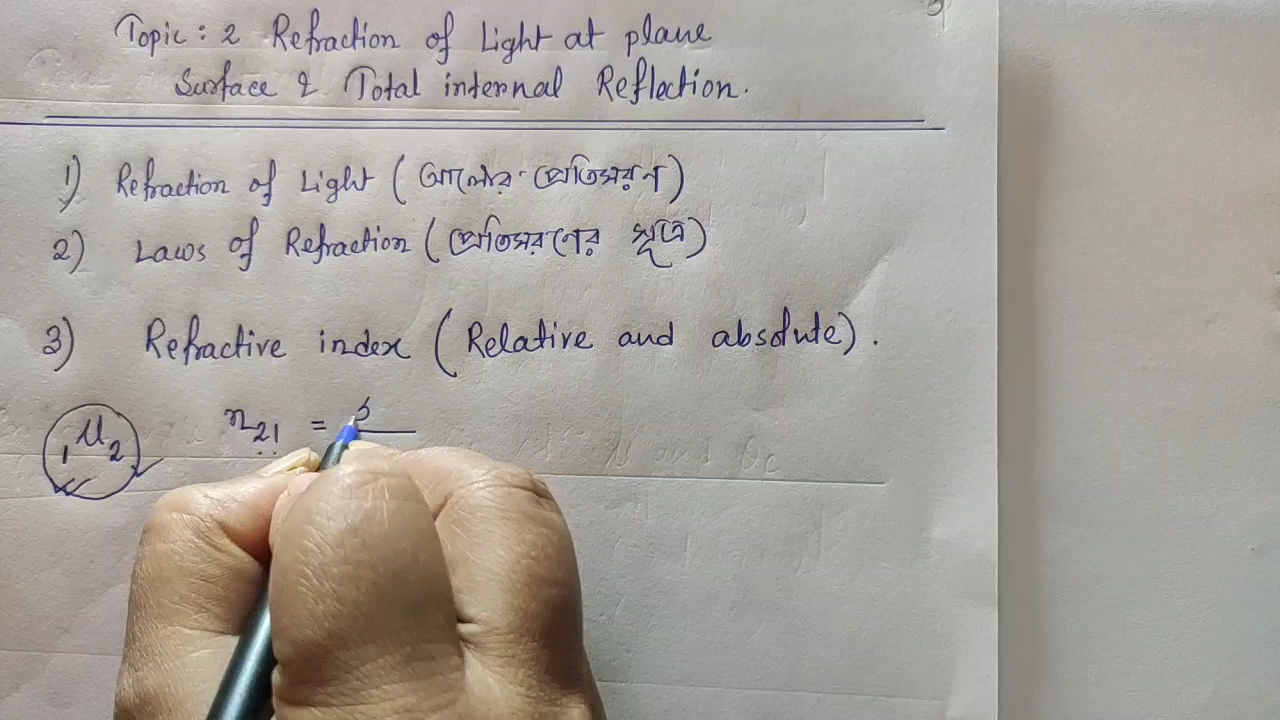 Topic: 2 Refraction of Light at plane
Surface & Total internal Reflection.
1) Refraction of Light (আলোর প্রতিসরণ)
2) Laws of Refraction (প্রতিসরণের সূত্র)
3) Refractive index (Relative and absolute).
₁μ₂ n₂₁ =